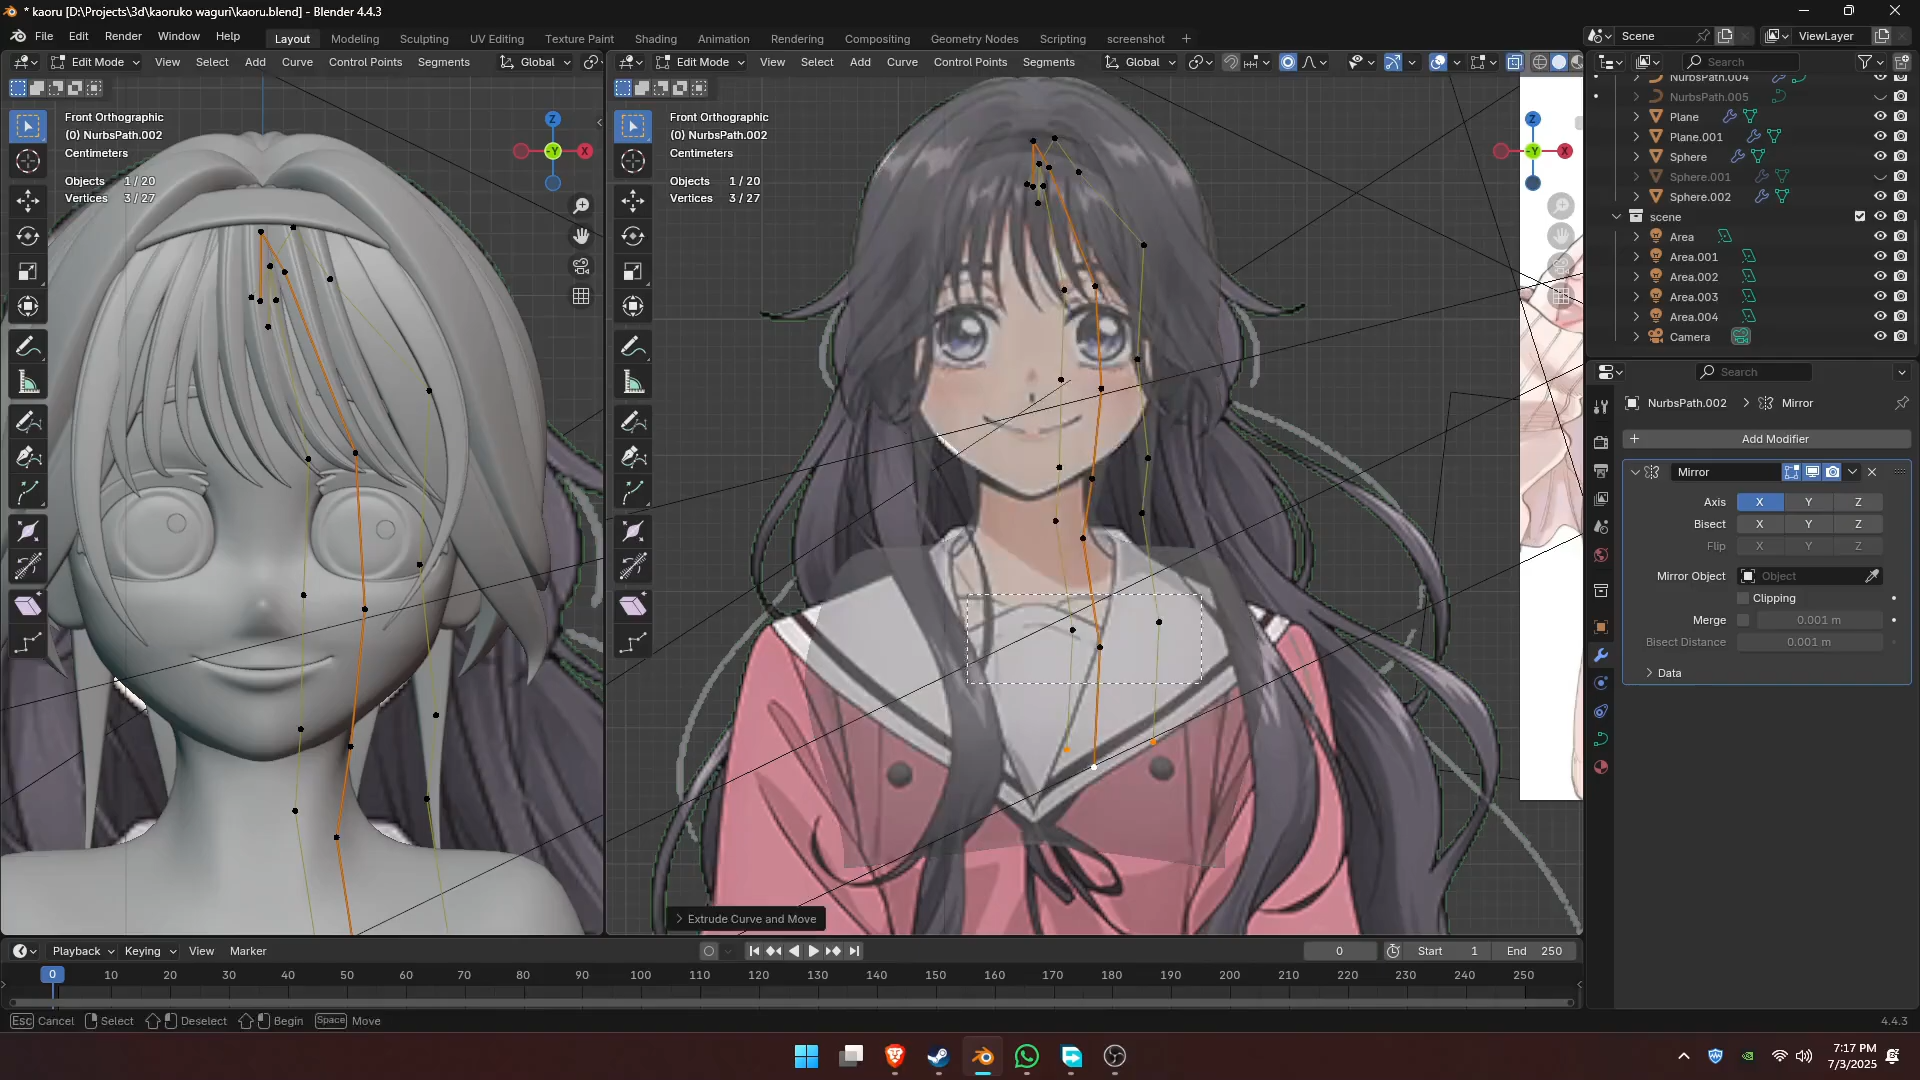 * kaoru [D:\Projects\3d\kaoruko waguri\kaoru.blend] - Blender 4.4.3
File Edit Render Window Help
Layout Modeling Sculpting UV Editing Texture Paint Shading Animation Rendering Compositing Geometry Nodes Scripting screenshot
Scene ViewLayer
Edit Mode View Select Add Curve Control Points Segments Global
Edit Mode View Select Add Curve Control Points Segments Global
Front Orthographic
(0) NurbsPath.002
Centimeters
Objects 1 / 20
Vertices 3 / 27
Z
X
-Y
Front Orthographic
(0) NurbsPath.002
Centimeters
Objects 1 / 20
Vertices 3 / 27
Z
X
-Y
Extrude Curve and Move
Search
NurbsPath.004
NurbsPath.005
Plane
Plane.001
Sphere
Sphere.001
Sphere.002
scene
Area
Area.001
Area.002
Area.003
Area.004
Camera
Search
NurbsPath.002 Mirror
Add Modifier
Mirror
Axis X Y Z
Bisect X Y Z
Flip X Y Z
Mirror Object Object
Clipping
Merge 0.001 m
Bisect Distance 0.001 m
Data
Playback Keying View Marker
0 Start 1 End 250
0 10 20 30 40 50 60 70 80 90 100 110 120 130 140 150 160 170 180 190 200 210 220 230 240 250
Esc Cancel Select Deselect Begin Space Move
4.4.3
7:17 PM
7/3/2025